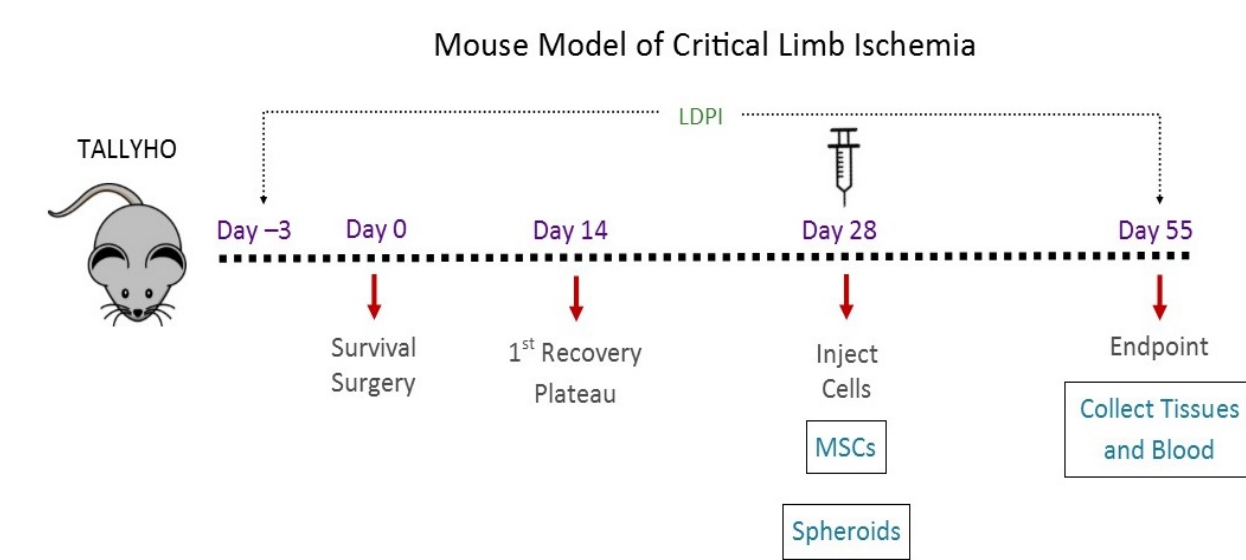 Mouse Model of Critical Limb Ischemia
LDPI
TALLYHO
Day –3
Day 0
Day 14
Day 28
Day 55
Survival
Surgery
1st Recovery
Plateau
Inject
Cells
MSCs
Spheroids
Endpoint
Collect Tissues
and Blood